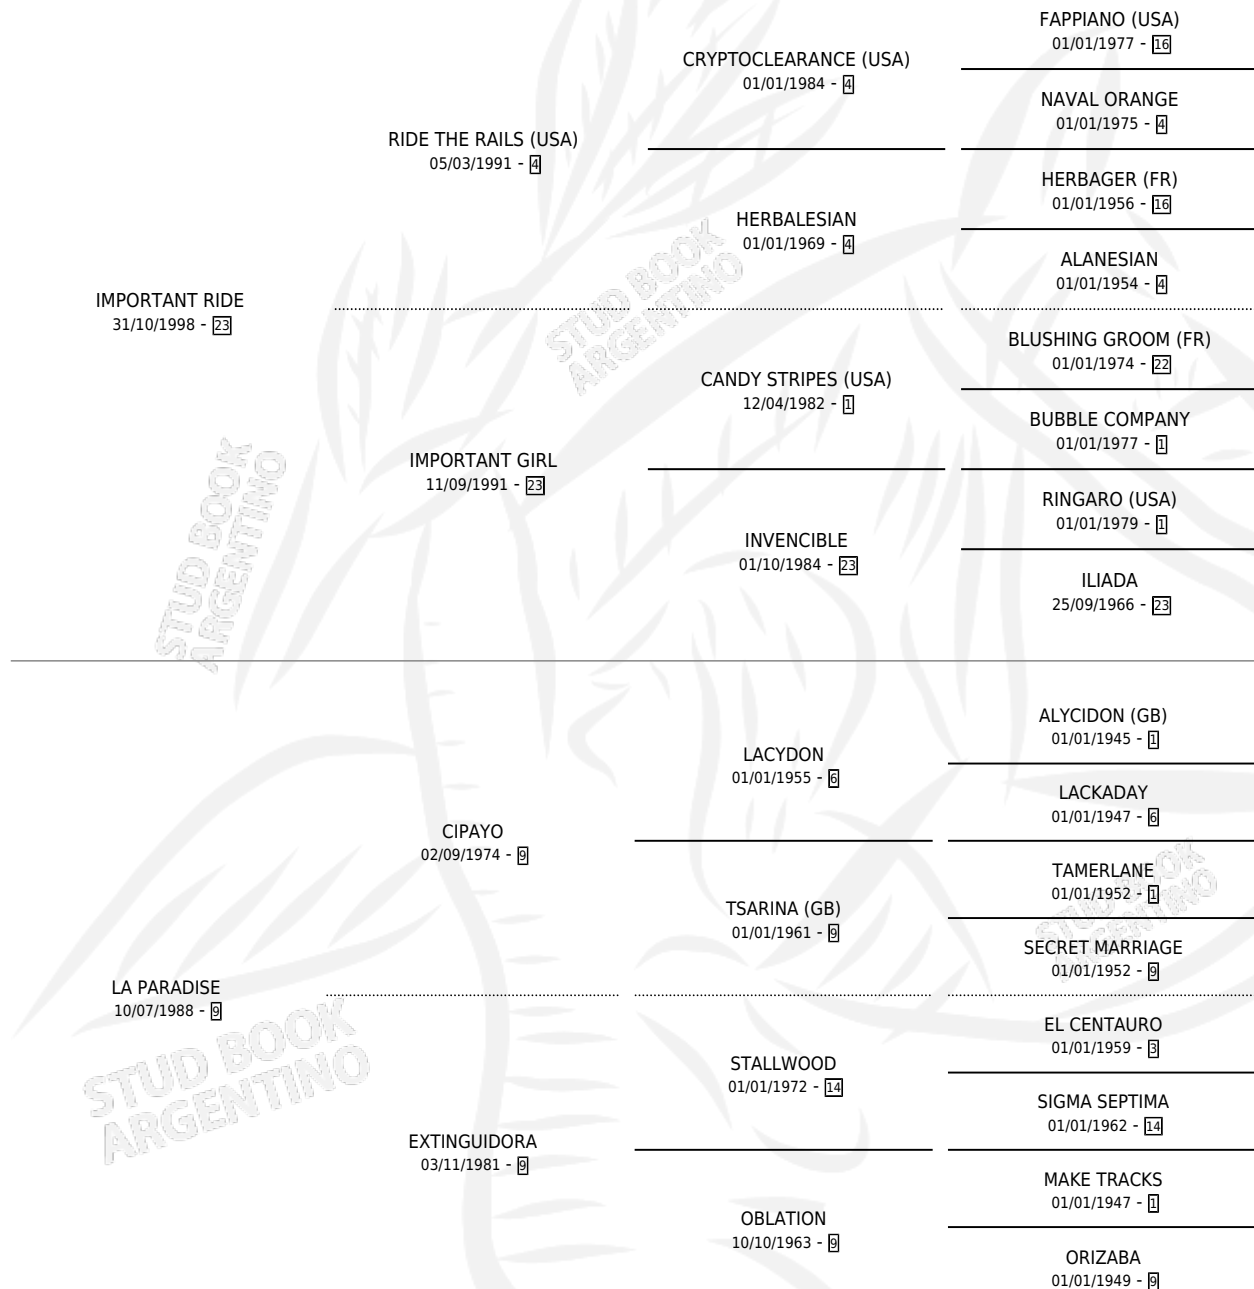 FAPPIANO (USA)
01/01/1977 - 16
CRYPTOCLEARANCE (USA)
01/01/1984 - 4
NAVAL ORANGE
01/01/1975 - 4
RIDE THE RAILS (USA)
05/03/1991 - 4
HERBAGER (FR)
01/01/1956 - 16
HERBALESIAN
01/01/1969 - 4
ALANESIAN
01/01/1954 - 4
IMPORTANT RIDE
31/10/1998 - 23
BLUSHING GROOM (FR)
01/01/1974 - 22
CANDY STRIPES (USA)
12/04/1982 - 1
BUBBLE COMPANY
01/01/1977 - 1
IMPORTANT GIRL
11/09/1991 - 23
RINGARO (USA)
01/01/1979 - 1
INVENCIBLE
01/10/1984 - 23
ILIADA
25/09/1966 - 23
ALYCIDON (GB)
01/01/1945 - 1
LACYDON
01/01/1955 - 6
LACKADAY
01/01/1947 - 6
CIPAYO
02/09/1974 - 9
TAMERLANE
01/01/1952 - 1
TSARINA (GB)
01/01/1961 - 9
SECRET MARRIAGE
01/01/1952 - 9
LA PARADISE
10/07/1988 - 9
EL CENTAURO
01/01/1959 - 3
STALLWOOD
01/01/1972 - 14
SIGMA SEPTIMA
01/01/1962 - 14
EXTINGUIDORA
03/11/1981 - 9
MAKE TRACKS
01/01/1947 - 1
OBLATION
10/10/1963 - 9
ORIZABA
01/01/1949 - 9
STUD BOOK
ARGENTINO
STUD BOOK
ARGENTINO
STUD BOOK
ARGENTINO
STUD BOOK
ARGENTINO